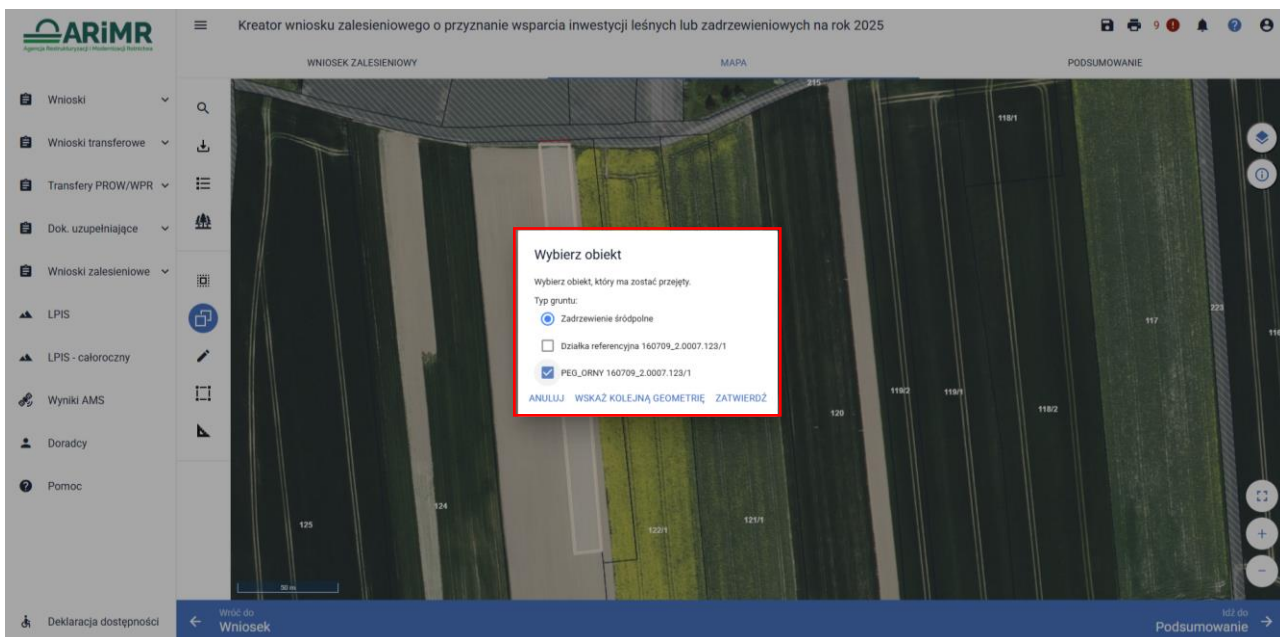 ARiMR
Agencja Restrukturyzacji i Modernizacji Rolnictwa
Kreator wniosku zalesieniowego o przyznanie wsparcia inwestycji leśnych lub zadrzewieniowych na rok 2025
9
WNIOSEK ZALESIENIOWY
MAPA
PODSUMOWANIE
Wnioski
Wnioski transferowe
Transfery PROW/WPR
Dok. uzupełniające
Wnioski zalesieniowe
LPIS
LPIS - całoroczny
Wyniki AMS
Doradcy
Pomoc
Deklaracja dostępności
215
118/1
Wybierz obiekt
Wybierz obiekt, który ma zostać przejęty.
Typ gruntu:
Zadrzewienie śródpolne
Działka referencyjna 160709_2.0007.123/1
PEG_ORNY 160709_2.0007.123/1
ANULUJ WSKAŻ KOLEJNĄ GEOMETRIĘ ZATWIERDŹ
223
117
118
119/2
119/1
118/2
120
124
125
122/1
121/1
50 m
Wróć do
Wniosek
Idź do
Podsumowanie